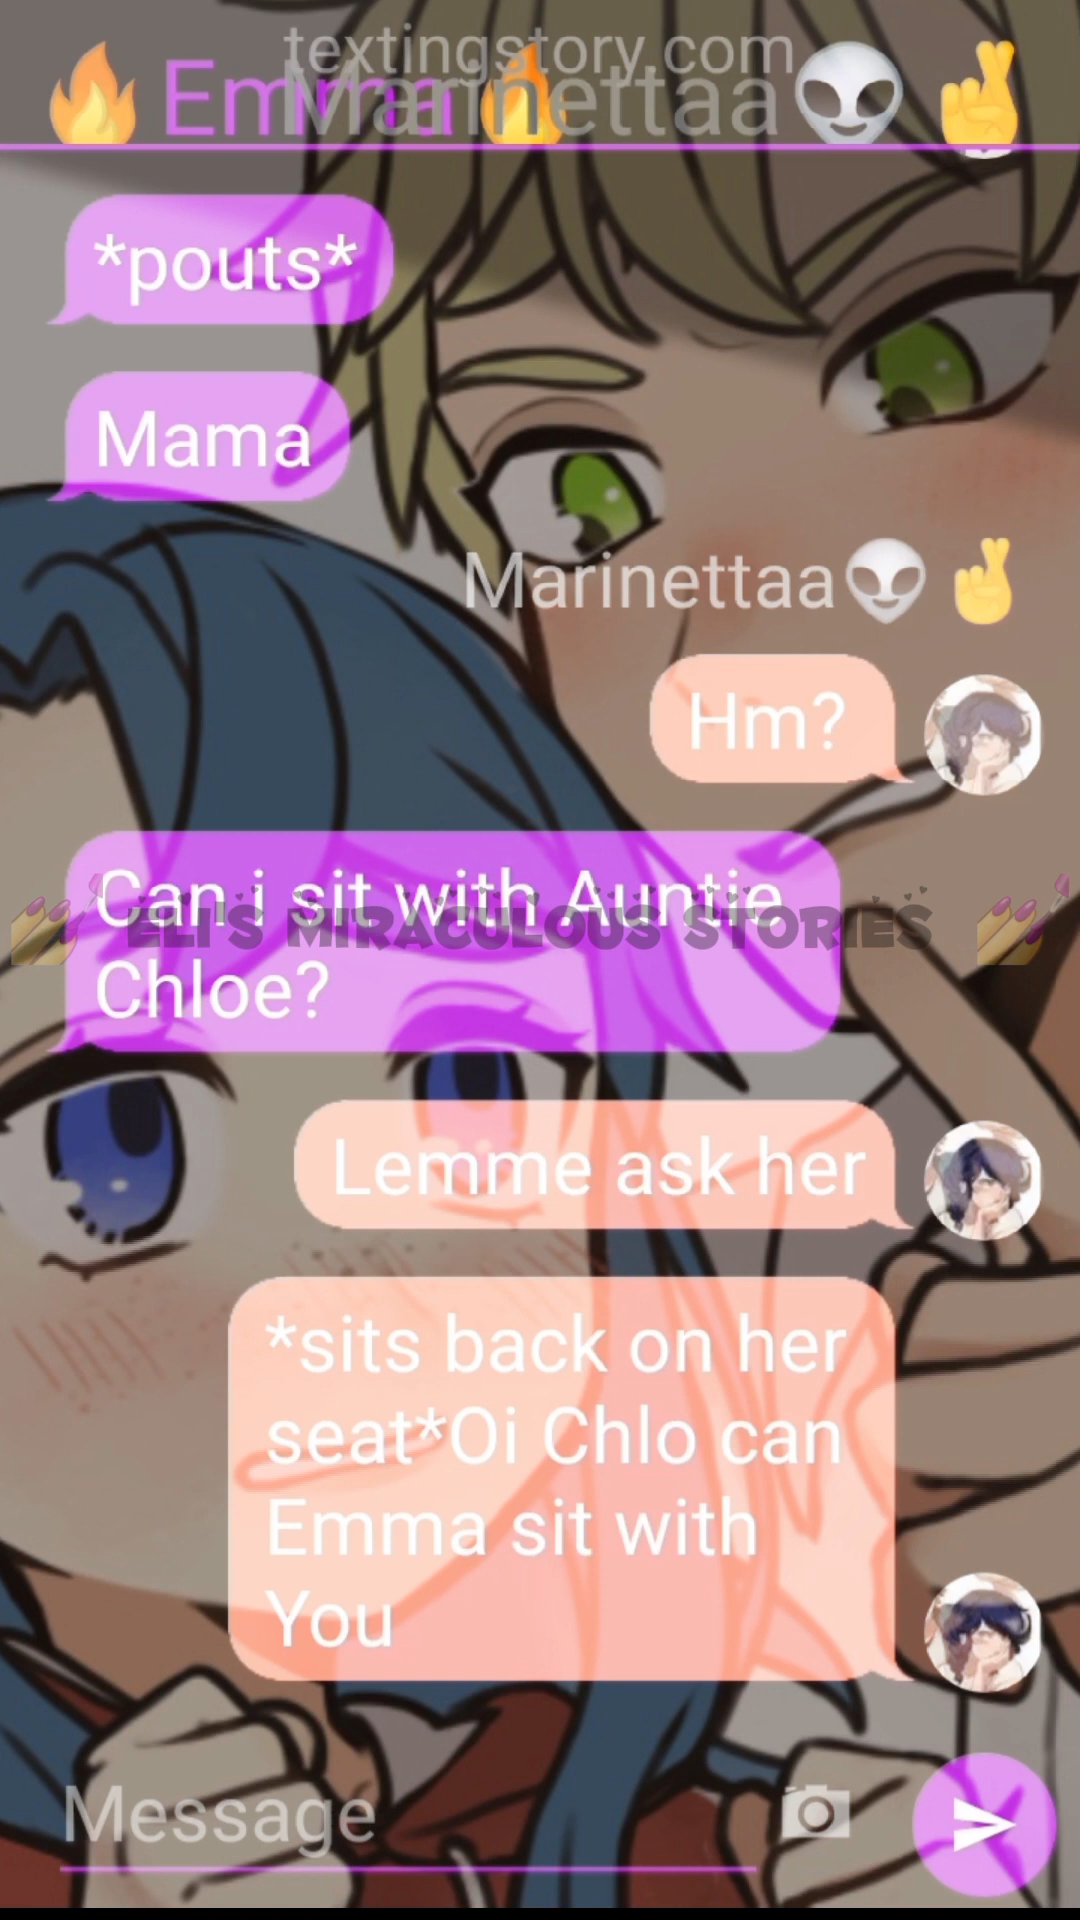 textingstory.com
🔥Emma🔥
Marinettaa👽🤞
*pouts*
Mama
Marinettaa👽🤞
Hm?
Can i sit with Auntie
Chloe?
💅 ELI'S MIRACULOUS STORIES 💅
Lemme ask her
*sits back on her
seat*Oi Chlo can
Emma sit with
You
Message